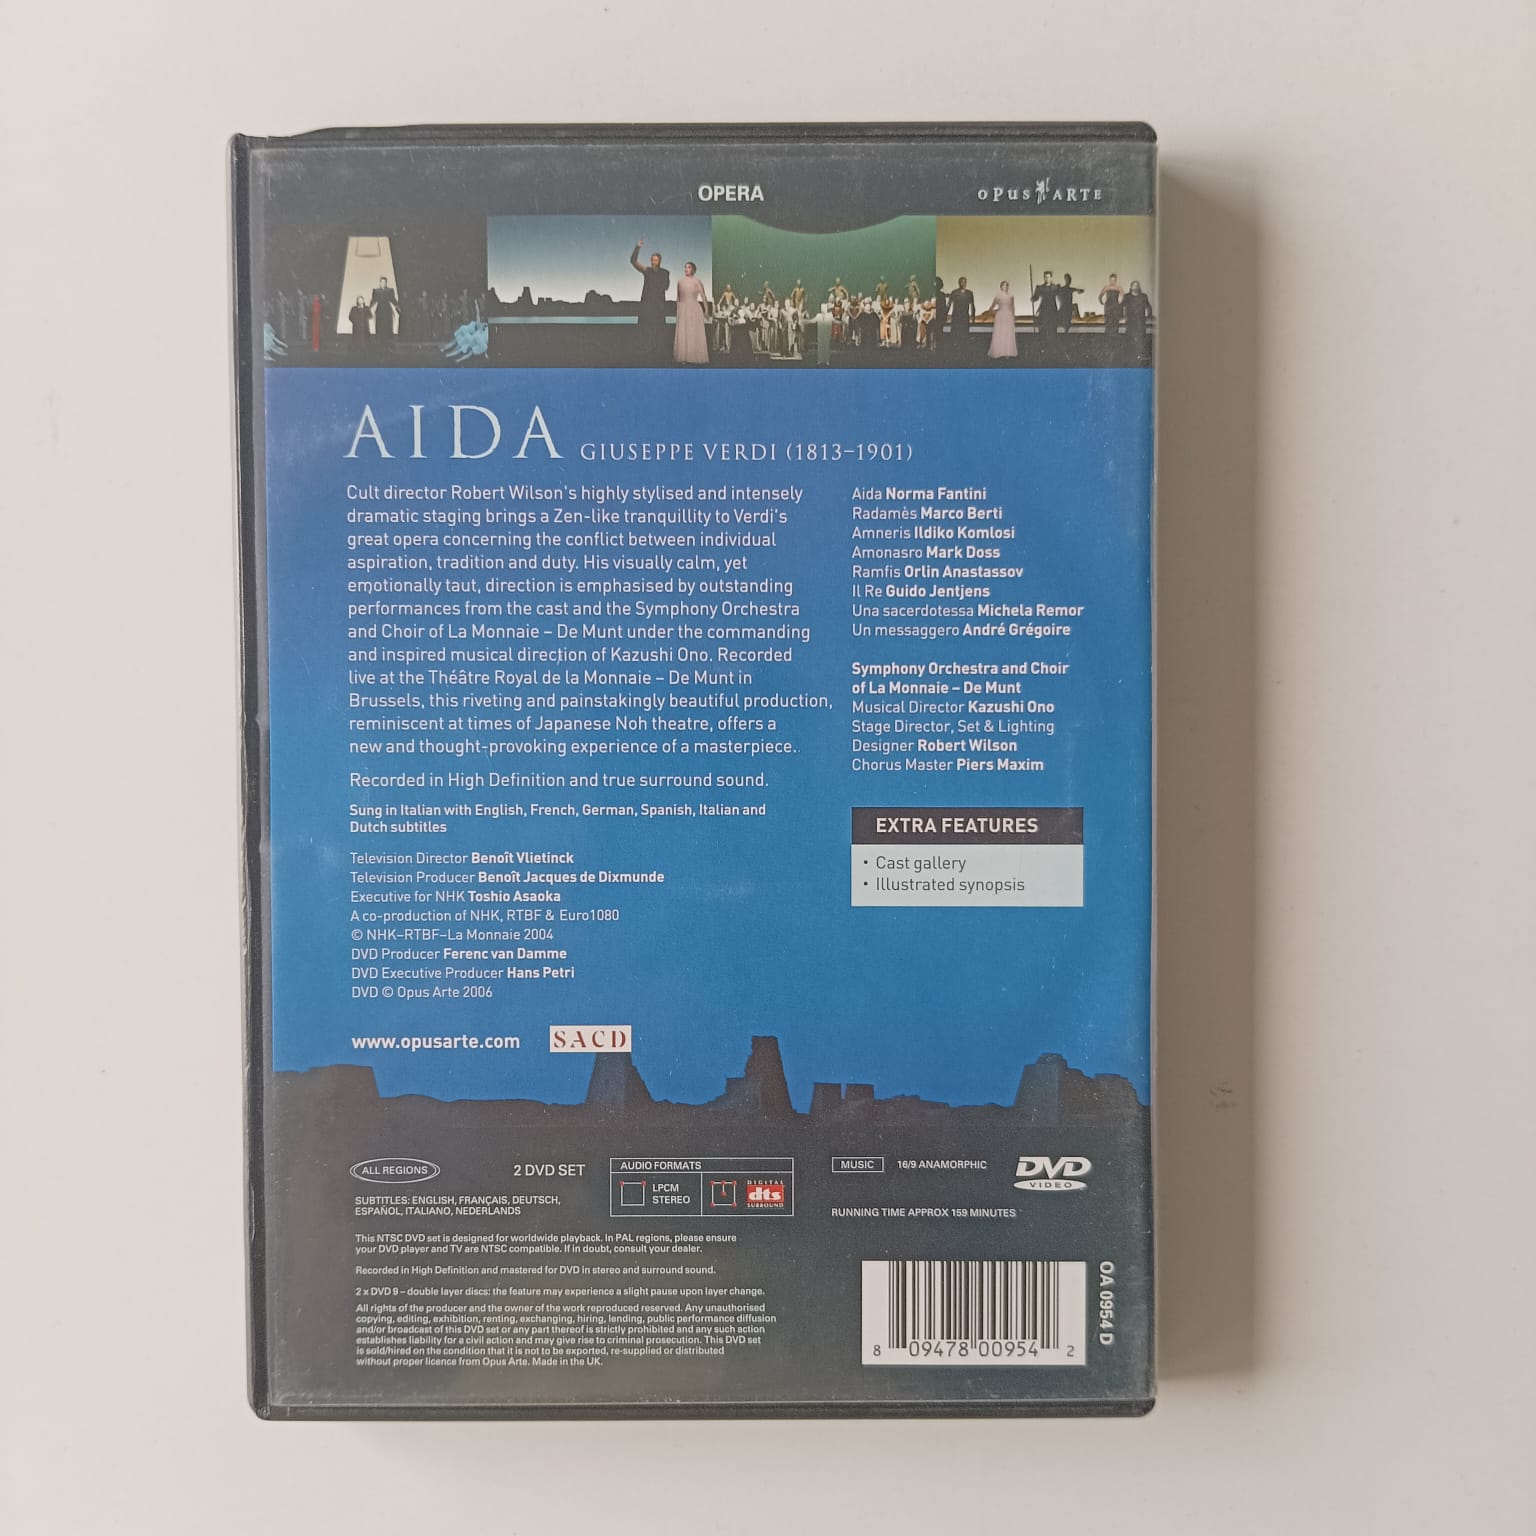 OPERA
OPUS ARTE
AIDA GIUSEPPE VERDI (1813–1901)
Cult director Robert Wilson's highly stylised and intensely
dramatic staging brings a Zen-like tranquillity to Verdi's
great opera concerning the conflict between individual
aspiration, tradition and duty. His visually calm, yet
emotionally taut, direction is emphasised by outstanding
performances from the cast and the Symphony Orchestra
and Choir of La Monnaie – De Munt under the commanding
and inspired musical direction of Kazushi Ono. Recorded
live at the Théâtre Royal de la Monnaie – De Munt in
Brussels, this riveting and painstakingly beautiful production,
reminiscent at times of Japanese Noh theatre, offers a
new and thought-provoking experience of a masterpiece.
Recorded in High Definition and true surround sound.
Sung in Italian with English, French, German, Spanish, Italian and
Dutch subtitles
Television Director Benoît Vlietinck
Television Producer Benoît Jacques de Dixmunde
Executive for NHK Toshio Asaoka
A co-production of NHK, RTBF & Euro1080
© NHK–RTBF–La Monnaie 2004
DVD Producer Ferenc van Damme
DVD Executive Producer Hans Petri
DVD © Opus Arte 2006
www.opusarte.com
SACD
Aida Norma Fantini
Radamès Marco Berti
Amneris Ildiko Komlosi
Amonasro Mark Doss
Ramfis Orlin Anastassov
Il Re Guido Jentjens
Una sacerdotessa Michela Remor
Un messaggero André Grégoire
Symphony Orchestra and Choir
of La Monnaie – De Munt
Musical Director Kazushi Ono
Stage Director, Set & Lighting
Designer Robert Wilson
Chorus Master Piers Maxim
EXTRA FEATURES
• Cast gallery
• Illustrated synopsis
ALL REGIONS
2 DVD SET
SUBTITLES: ENGLISH, FRANÇAIS, DEUTSCH,
ESPAÑOL, ITALIANO, NEDERLANDS
AUDIO FORMATS
LPCM
STEREO
DIGITAL
dts
SURROUND
MUSIC
16/9 ANAMORPHIC
DVD
VIDEO
RUNNING TIME APPROX 159 MINUTES
This NTSC DVD set is designed for worldwide playback. In PAL regions, please ensure
your DVD player and TV are NTSC compatible. If in doubt, consult your dealer.
Recorded in High Definition and mastered for DVD in stereo and surround sound.
2 x DVD 9 – double layer discs: the feature may experience a slight pause upon layer change.
All rights of the producer and the owner of the work reproduced reserved. Any unauthorised
copying, editing, exhibition, renting, exchanging, hiring, lending, public performance diffusion
and/or broadcast of this DVD set or any part thereof is strictly prohibited and any such action
establishes liability for a civil action and may give rise to criminal prosecution. This DVD set
is sold/hired on the condition that it is not to be exported, re-supplied or distributed
without proper licence from Opus Arte. Made in the UK.
8 09478 00954 2
OA 0954 D